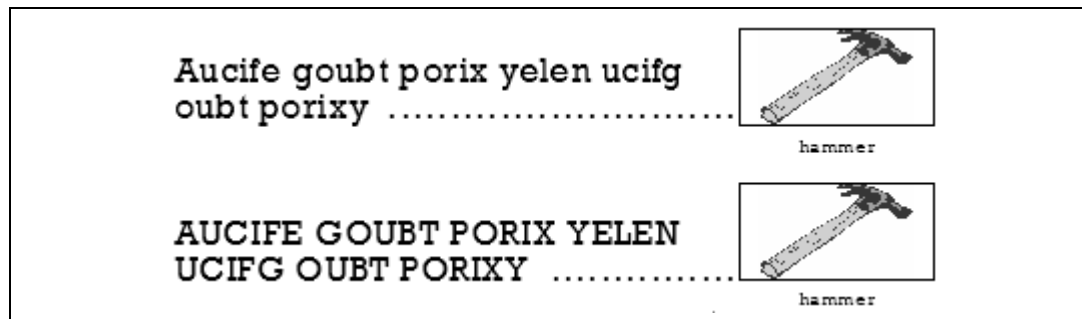 Aucife goubt porix yelen ucifg
oubt porixy ............................
hammer
AUCIFE GOUBT PORIX YELEN
UCIFG OUBT PORIXY ...............
hammer